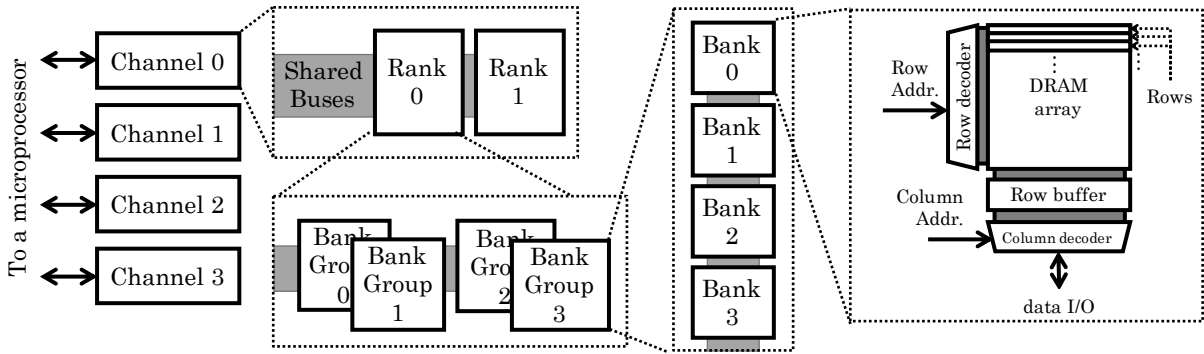 To a microprocessor
Channel 0
Channel 1
Channel 2
Channel 3
Shared
Buses
Rank
0
Rank
1
Bank
Group
0
Bank
Group
1
Bank
Group
2
Bank
Group
3
Bank
0
Bank
1
Bank
2
Bank
3
Row
Addr.
Row decoder
DRAM
array
Rows
Row buffer
Column
Addr.
Column decoder
data I/O